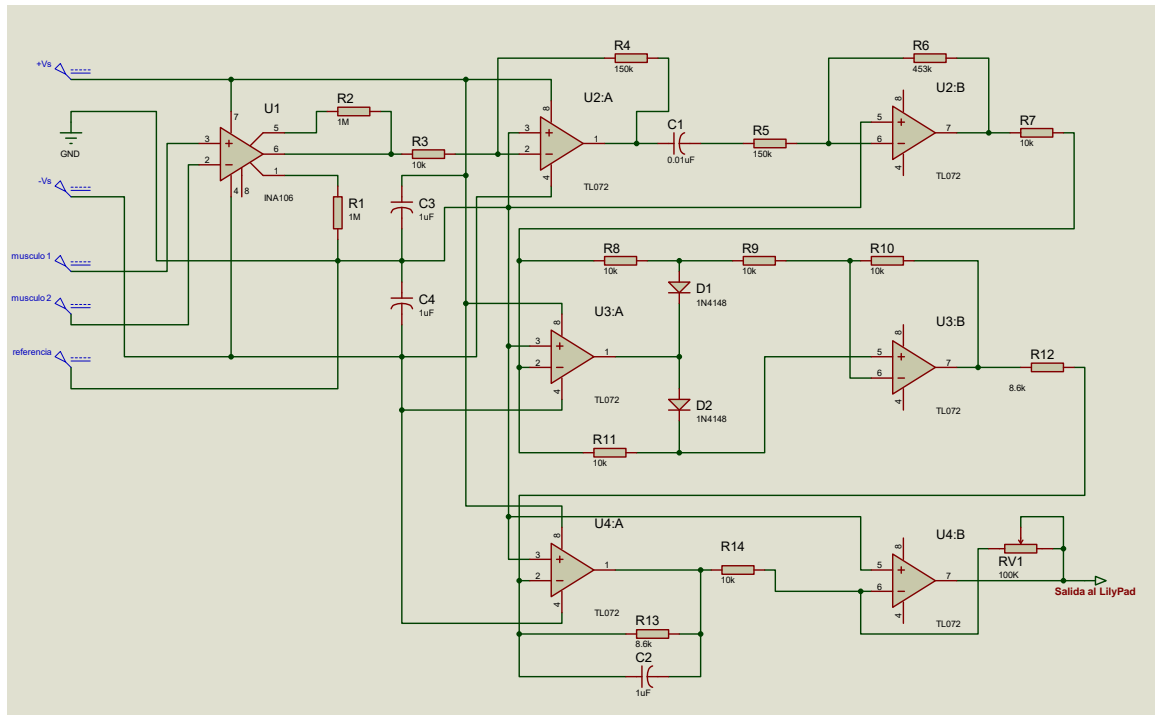 +Vs
GND
-Vs
musculo 1
musculo 2
referencia
U1
7
3
2
5
6
1
4
8
INA106
R2
1M
R1
1M
R3
10k
C3
1uF
C4
1uF
R4
150k
U2:A
8
3
2
1
4
TL072
C1
0.01uF
R5
150k
R6
453k
U2:B
8
5
6
7
4
TL072
R7
10k
R8
10k
D1
1N4148
R9
10k
R10
10k
U3:A
8
3
2
1
4
TL072
D2
1N4148
R11
10k
U3:B
8
5
6
7
4
TL072
R12
8.6k
U4:A
8
3
2
1
4
TL072
R14
10k
R13
8.6k
C2
1uF
U4:B
8
5
6
7
4
TL072
RV1
100K
Salida al LilyPad